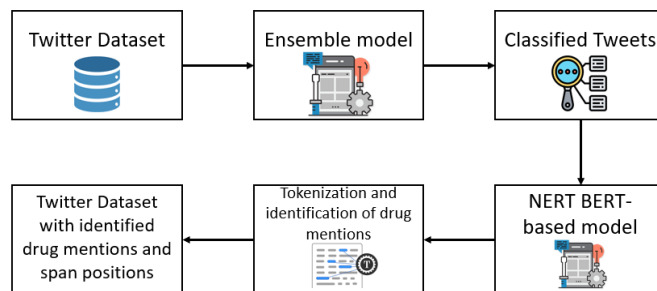 Twitter Dataset
Ensemble model
Classified Tweets
NERT BERT-
based model
Tokenization and
identification of drug
mentions
T
Twitter Dataset
with identified
drug mentions and
span positions